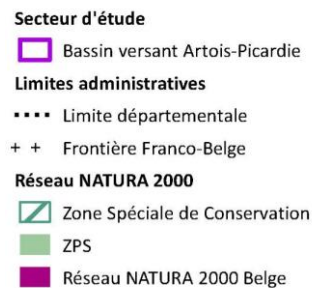 Secteur d'étude
Bassin versant Artois-Picardie
Limites administratives
Limite départementale
Frontière Franco-Belge
Réseau NATURA 2000
Zone Spéciale de Conservation
ZPS
Réseau NATURA 2000 Belge